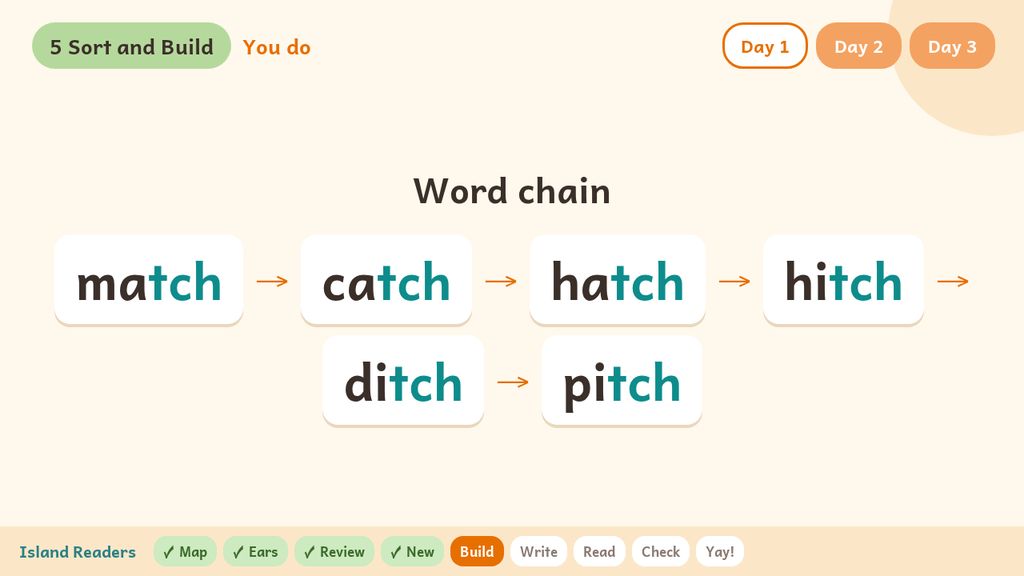 5 Sort and Build You do Day 1 Day 2 Day 3
Word chain
match → catch → hatch → hitch →
ditch → pitch
Island Readers ✓ Map ✓ Ears ✓ Review ✓ New Build Write Read Check Yay!